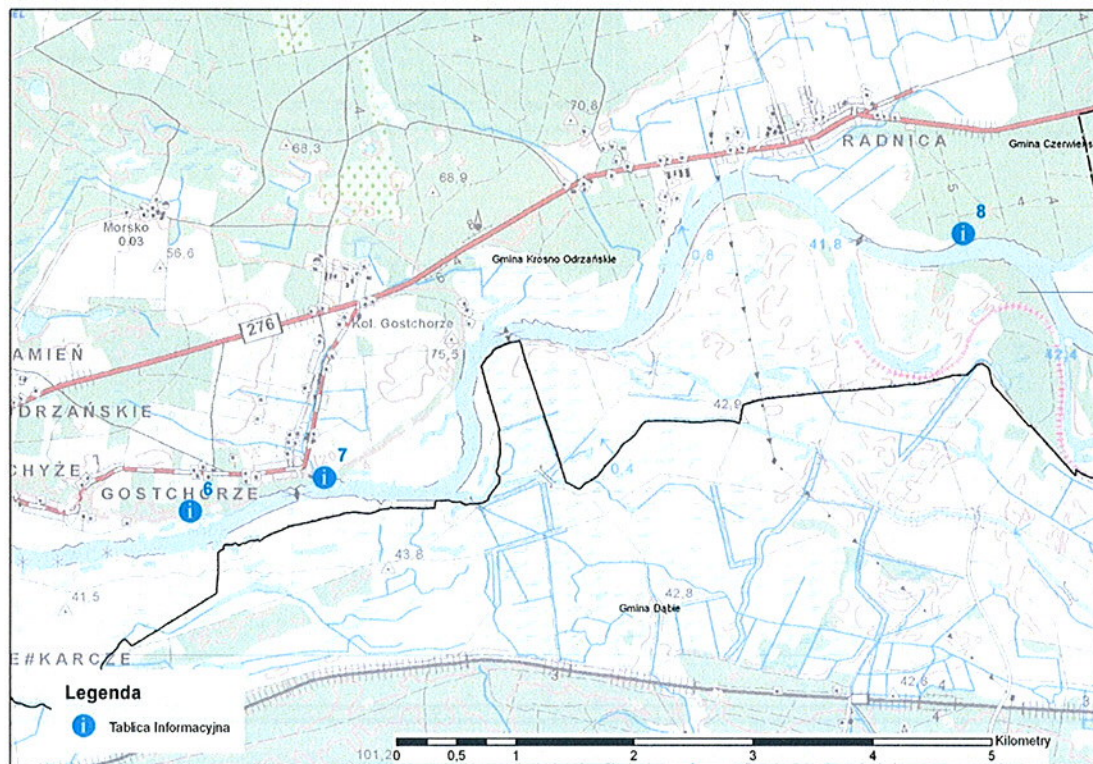 70,8
RADNICA
Gmina Czerwieńsk
68,3
68,9
Morsko
0,03
56,6
8
41,8
0,8
Gmina Krosno Odrzańskie
276
Kol. Gostchorze
75,5
AMIEŃ
DRZAŃSKIE
42,4
42,9
CHYŻE
7
GOSTCHORZE
6
0,4
43,8
41,5
42,8
Gmina Dąbie
E#KARCZE
Legenda
Tablica Informacyjna
42,8
101,2
0 0,5 1 2 3 4 5 Kilometry